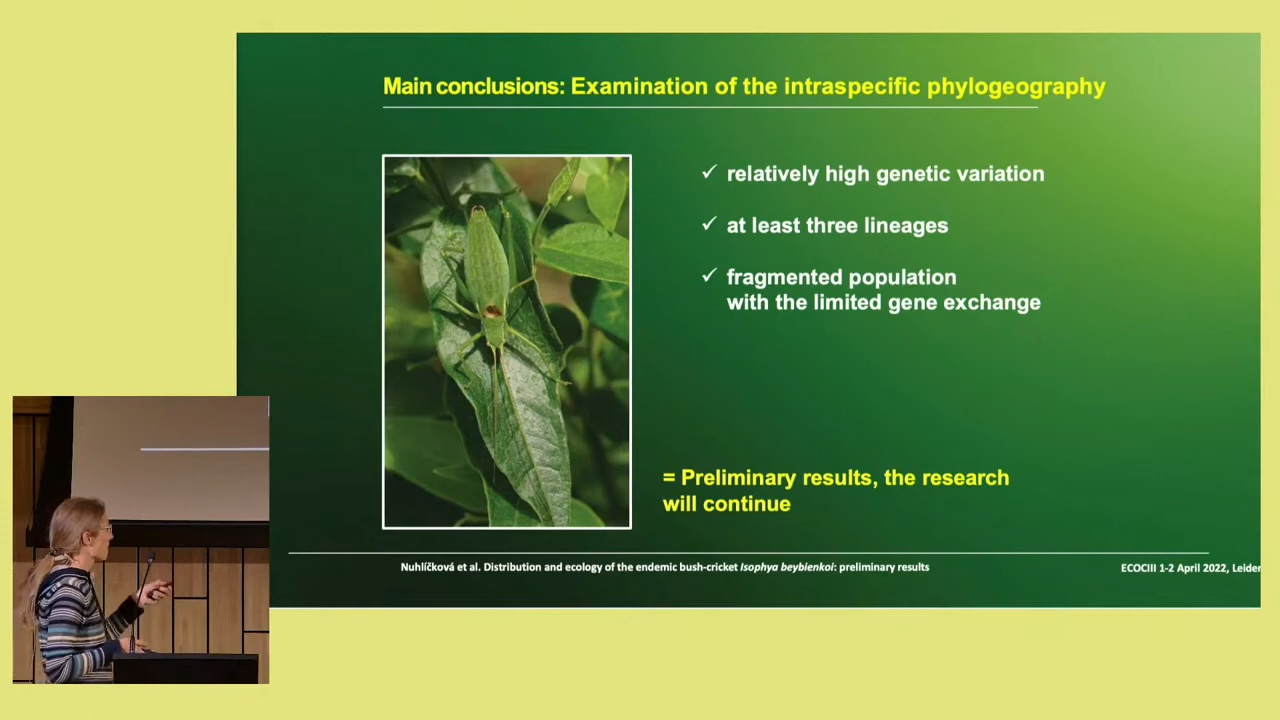 Main conclusions: Examination of the intraspecific phylogeography
✓ relatively high genetic variation
✓ at least three lineages
✓ fragmented population
with the limited gene exchange
= Preliminary results, the research
will continue
Nuhlíčková et al. Distribution and ecology of the endemic bush-cricket Isophya beybienkoi: preliminary results
ECOCIII 1-2 April 2022, Leiden